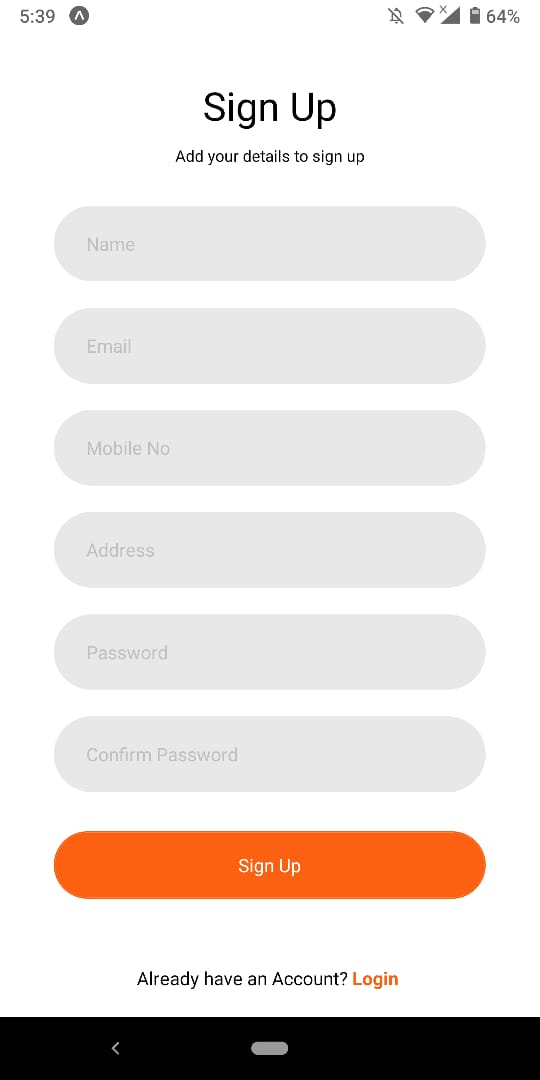 5:39
64%
Sign Up
Add your details to sign up
Name
Email
Mobile No
Address
Password
Confirm Password
Sign Up
Already have an Account? Login